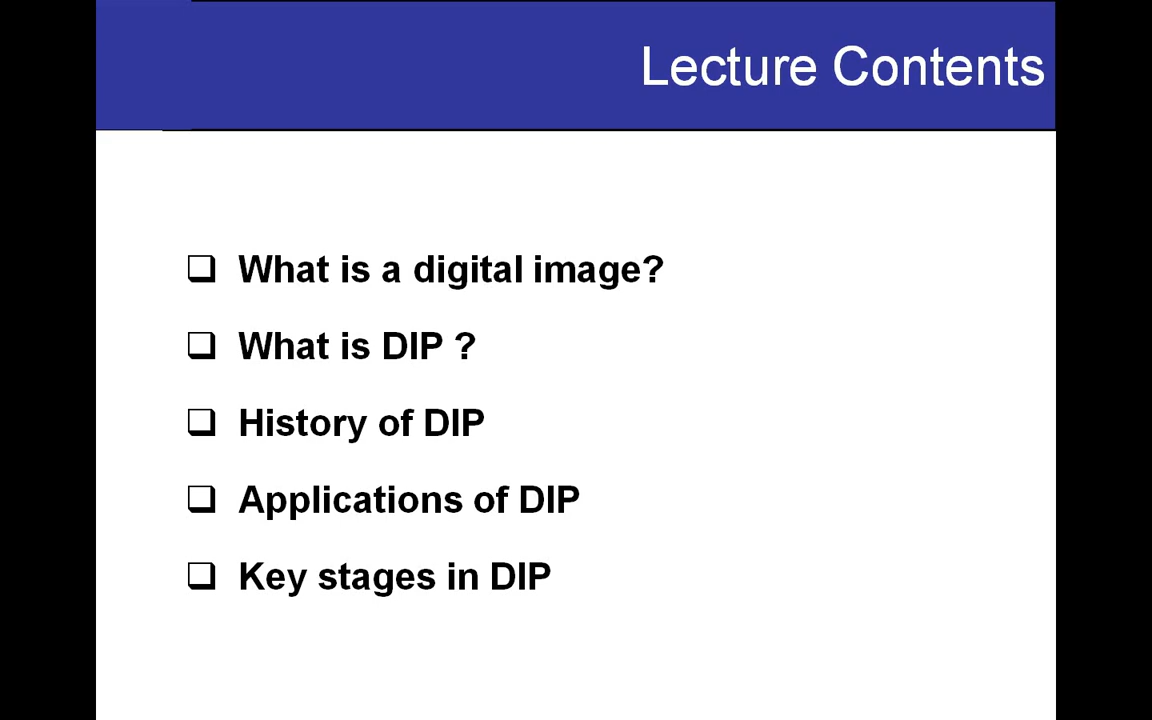 Lecture Contents
❑ What is a digital image?
❑ What is DIP ?
❑ History of DIP
❑ Applications of DIP
❑ Key stages in DIP